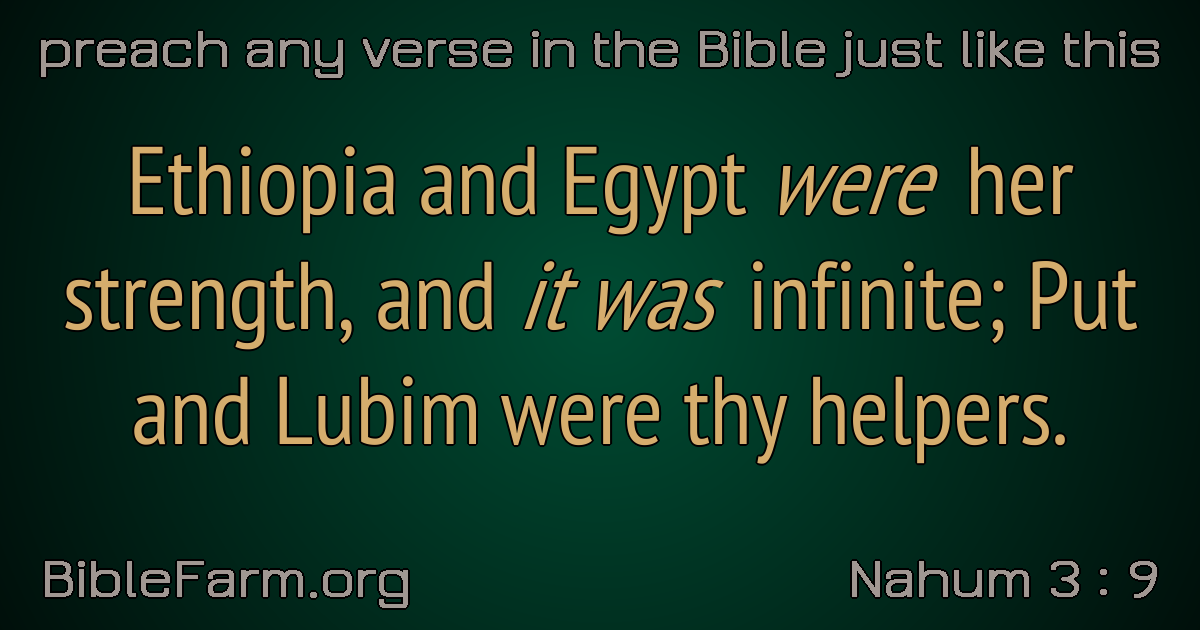 preach any verse in the Bible just like this
Ethiopia and Egypt were her
strength, and it was infinite; Put
and Lubim were thy helpers.
BibleFarm.org
Nahum 3 : 9